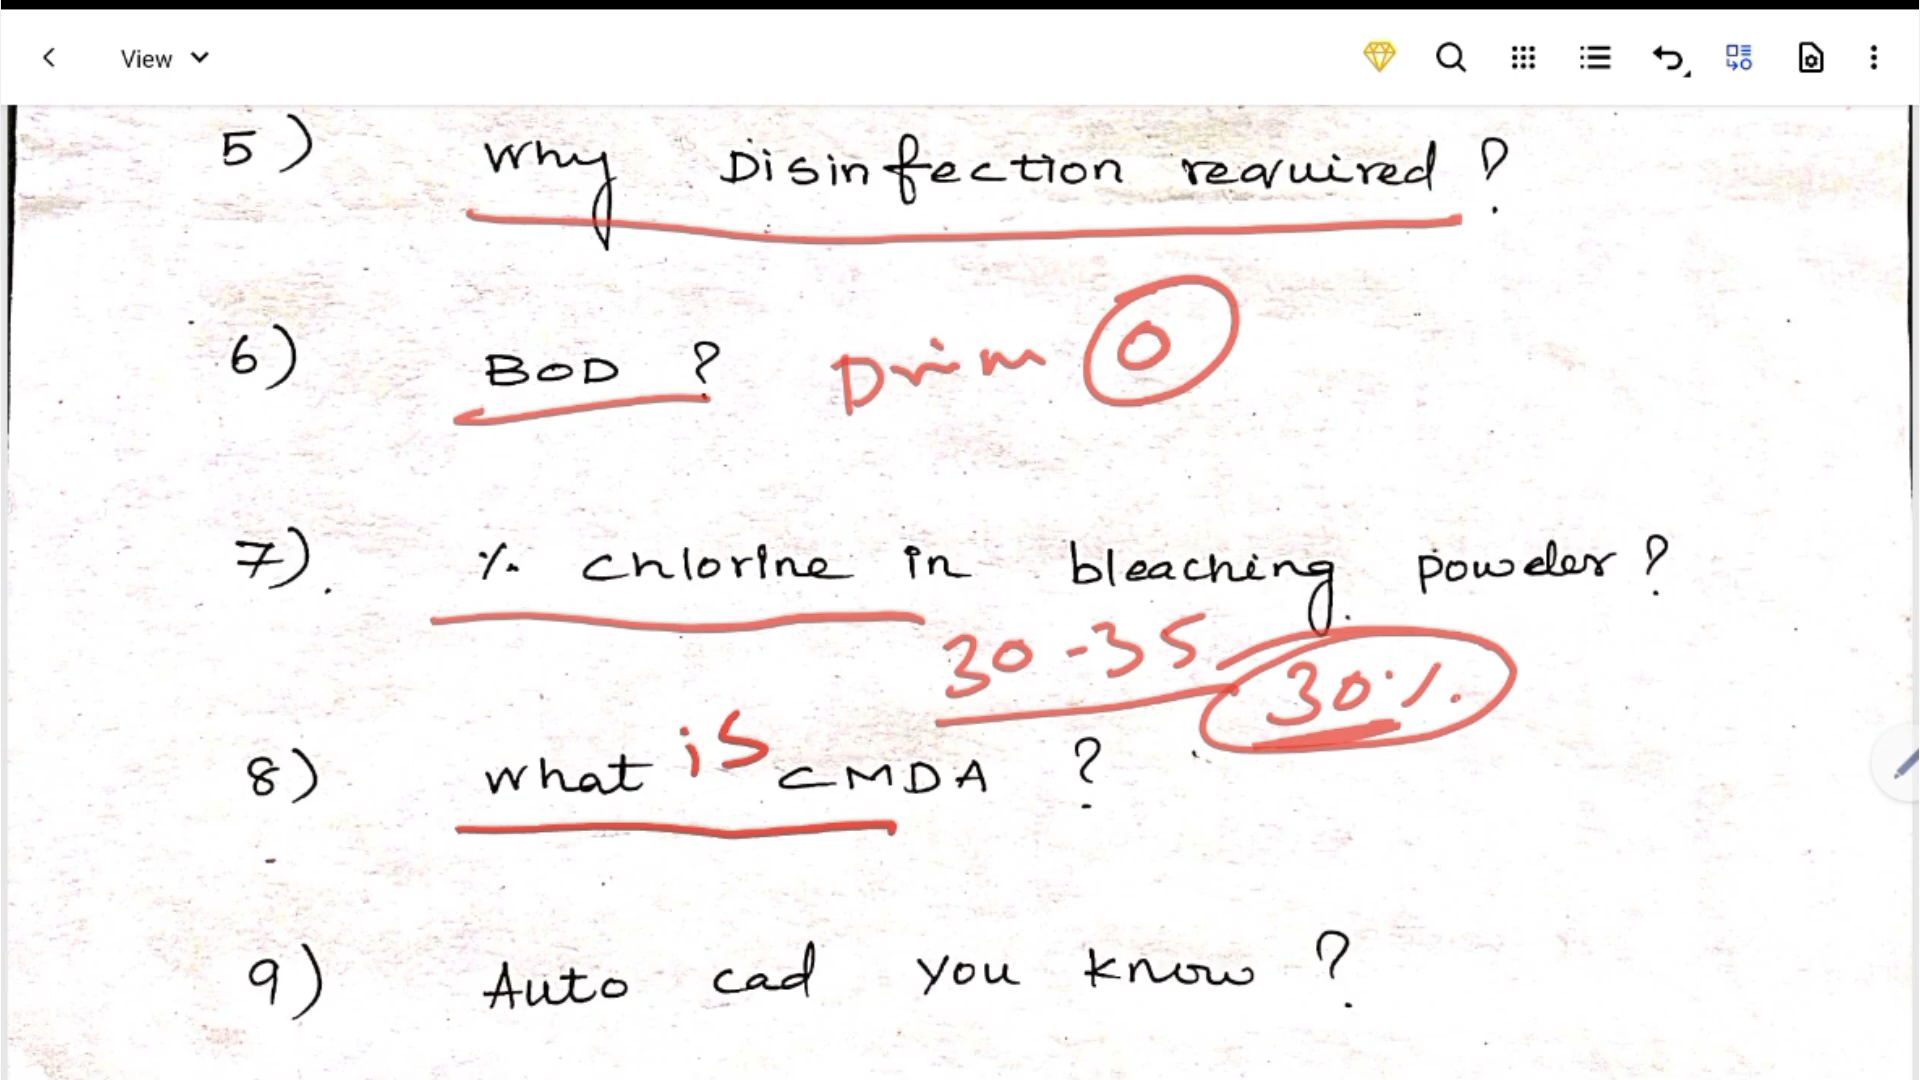 View
5) Why Disinfection required ?
6) BOD ? Drim 0
7). % chlorine in bleaching powder ?
30-35 30%.
8) what is CMDA ?
9) Auto cad you know ?